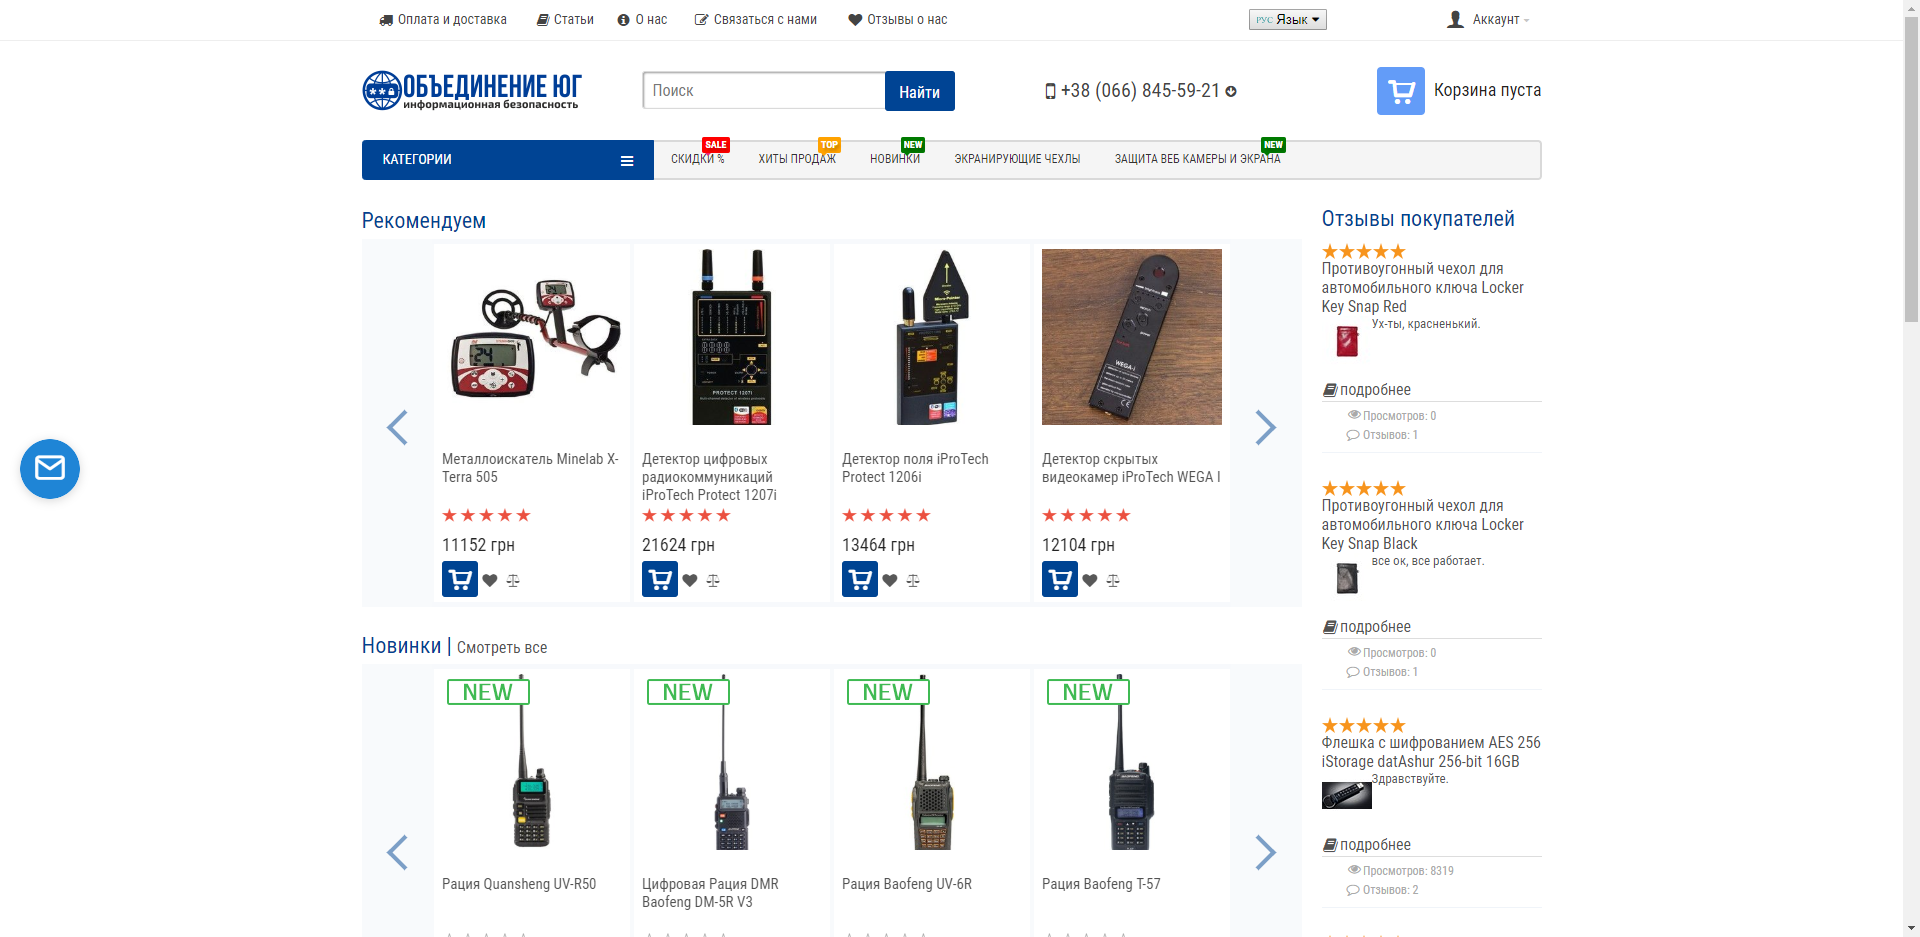 Оплата и доставка
Статьи
О нас
Связаться с нами
Отзывы о нас
РУС Язык
Аккаунт
ОБЪЕДИНЕНИЕ ЮГ
информационная безопасность
Поиск
Найти
+38 (066) 845-59-21
Корзина пуста
КАТЕГОРИИ
СКИДКИ %
SALE
ХИТЫ ПРОДАЖ
TOP
НОВИНКИ
NEW
ЭКРАНИРУЮЩИЕ ЧЕХЛЫ
ЗАЩИТА ВЕБ КАМЕРЫ И ЭКРАНА
NEW
Рекомендуем
Металлоискатель Minelab X-
Terra 505
11152 грн
PROTECT 1207i
Детектор цифровых
радиокоммуникаций
iProTech Protect 1207i
21624 грн
Детектор поля iProTech
Protect 1206i
13464 грн
WEGA-i
Детектор скрытых
видеокамер iProTech WEGA I
12104 грн
Новинки | Смотреть все
NEW
Рация Quansheng UV-R50
NEW
Цифровая Рация DMR
Baofeng DM-5R V3
NEW
Рация Baofeng UV-6R
NEW
Рация Baofeng T-57
Отзывы покупателей
Противоугонный чехол для
автомобильного ключа Locker
Key Snap Red
Ух-ты, красненький.
подробнее
Просмотров: 0
Отзывов: 1
Противоугонный чехол для
автомобильного ключа Locker
Key Snap Black
все ок, все работает.
подробнее
Просмотров: 0
Отзывов: 1
Флешка с шифрованием AES 256
iStorage datAshur 256-bit 16GB
Здравствуйте.
подробнее
Просмотров: 8319
Отзывов: 2